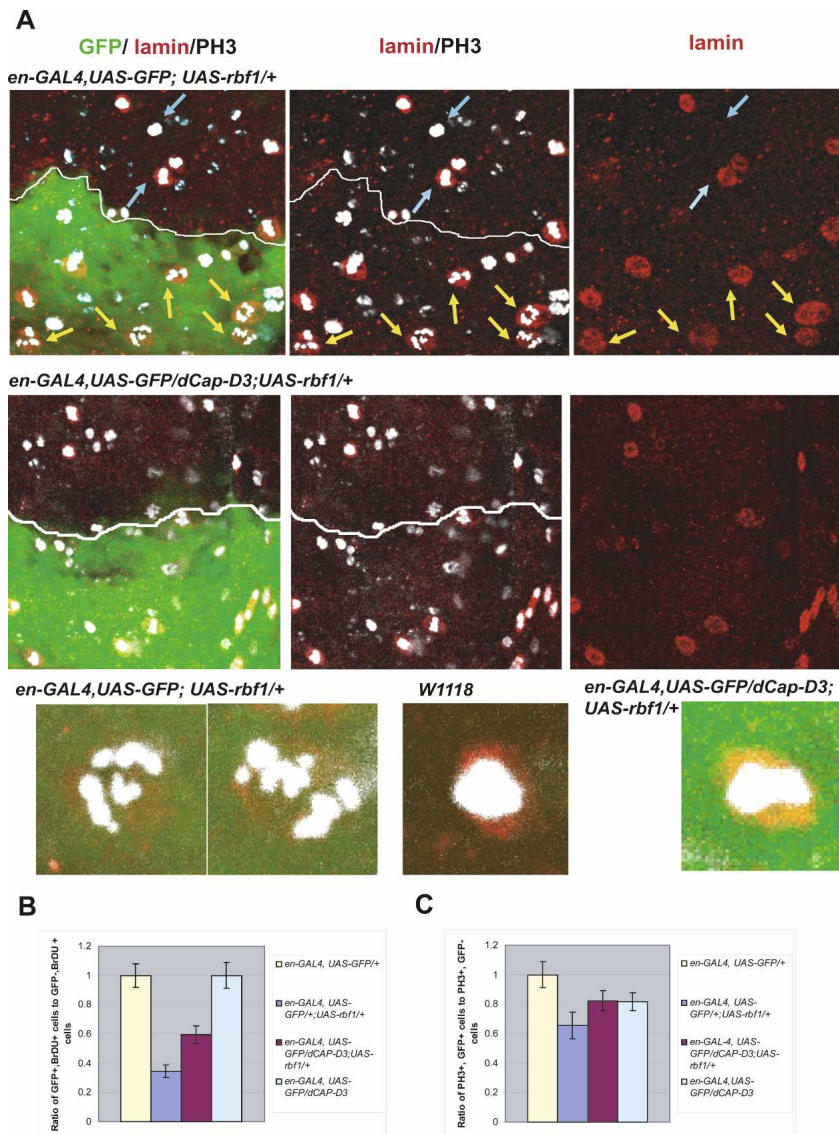 A
GFP/ lamin/PH3 lamin/PH3 lamin
en-GAL4,UAS-GFP; UAS-rbf1/+
en-GAL4,UAS-GFP/dCap-D3;UAS-rbf1/+
en-GAL4,UAS-GFP; UAS-rbf1/+
W1118
en-GAL4,UAS-GFP/dCap-D3;
UAS-rbf1/+
B
Ratio of GFP+,BrDU+ cells to GFP-,BrDU +
cells
1.2
1
0.8
0.6
0.4
0.2
0
en-GAL4, UAS-GFP/+
en-GAL4, UAS-
GFP/+;UAS-rbf1/+
en-GAL4, UAS-
GFP/dCAP-D3;UAS-
rbf1/+
en-GAL4, UAS-
GFP/dCAP-D3
C
Ratio of PH3+, GFP+ cells to PH3+, GFP-
cells
1.2
1
0.8
0.6
0.4
0.2
0
en-GAL4, UAS-GFP/+
en-GAL4, UAS-
GFP/+;UAS-rbf1/+
en-GAL-4, UAS-
GFP/dCAP-D3;UAS-
rbf1/+
en-GAL4,UAS-
GFP/dCAP-D3